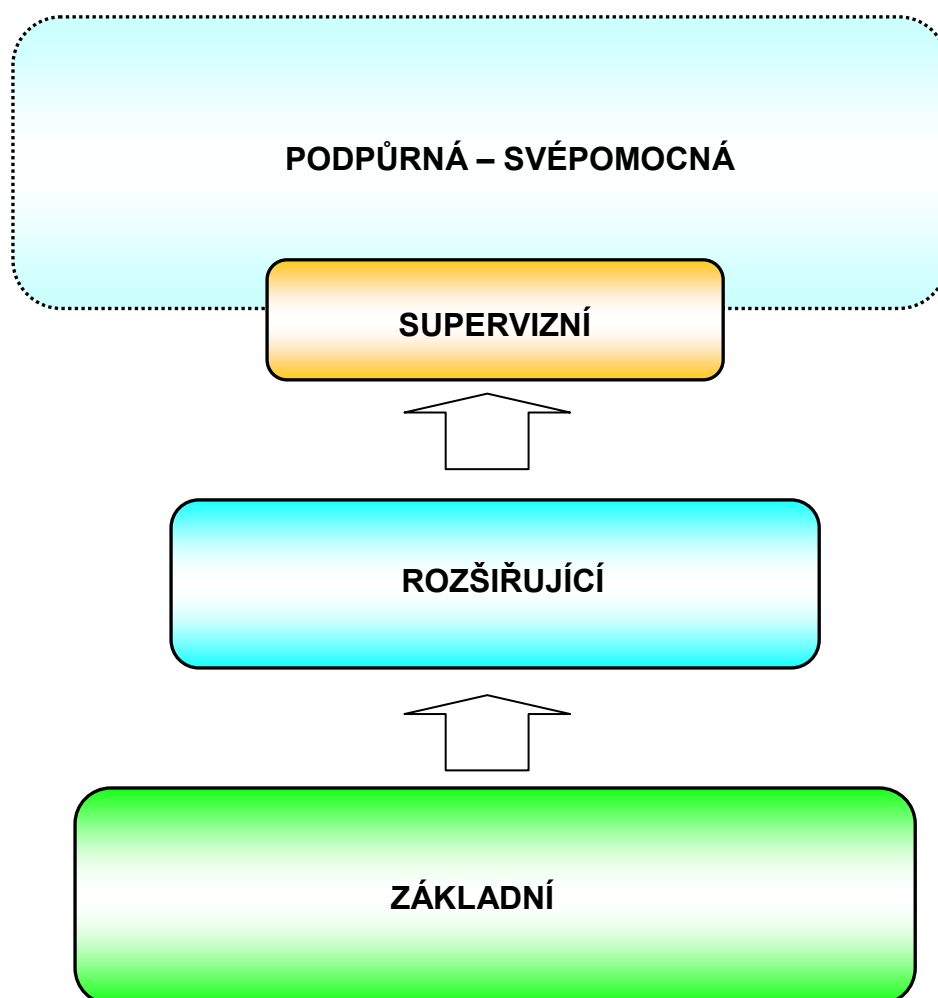 PODPŮRNÁ – SVÉPOMOCNÁ
SUPERVIZNÍ
ROZŠIŘUJÍCÍ
ZÁKLADNÍ